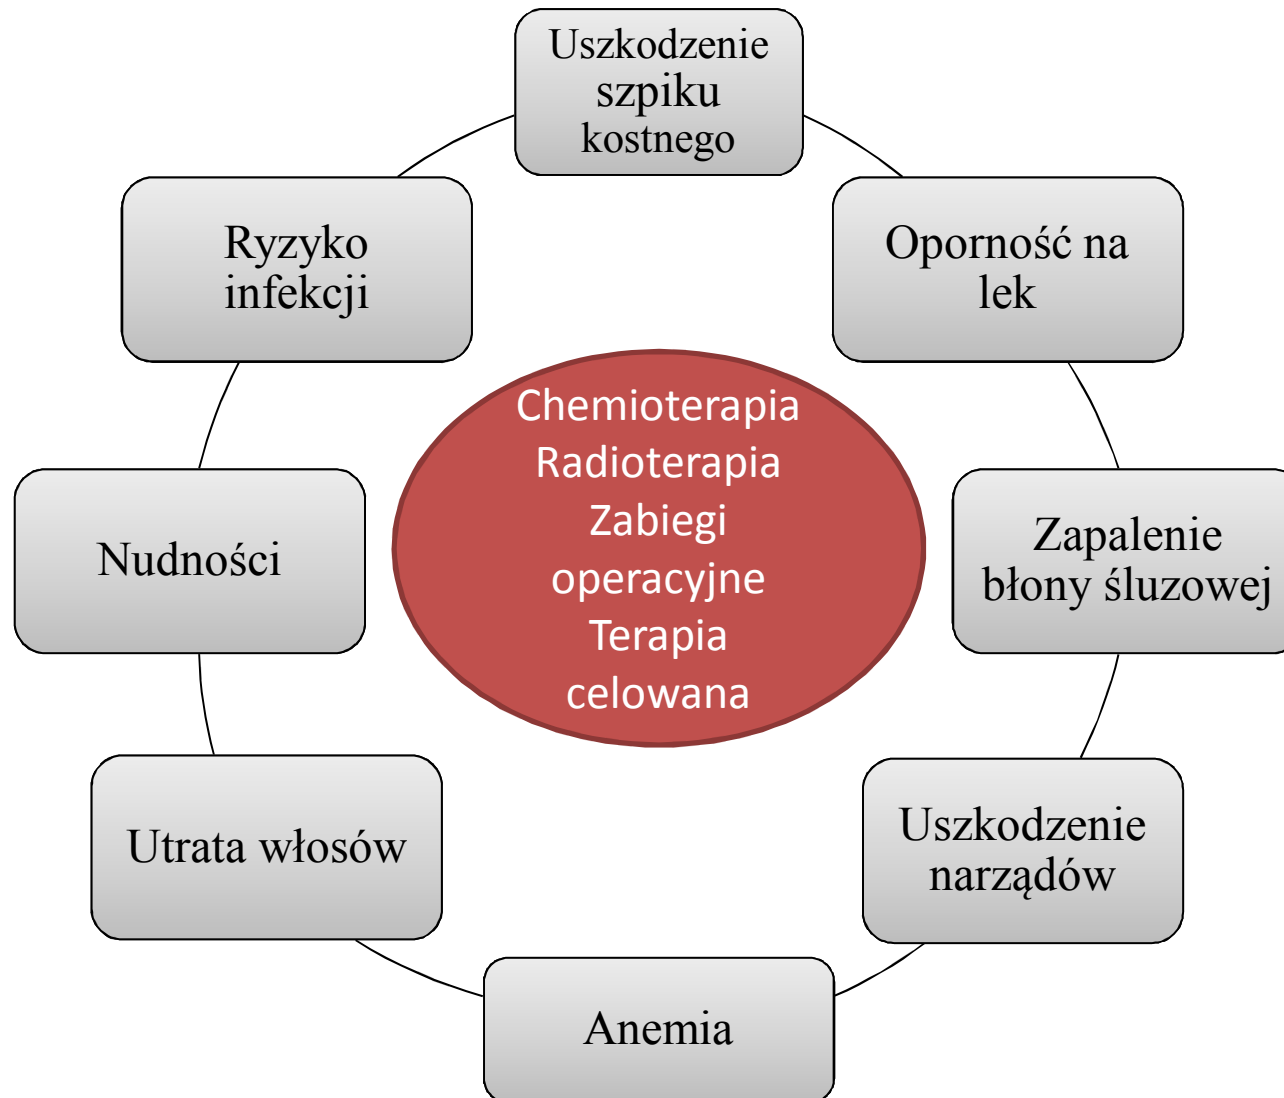 Uszkodzenie
szpiku
kostnego
Ryzyko
infekcji
Oporność na
lek
Chemioterapia
Radioterapia
Zabiegi
operacyjne
Terapia
celowana
Nudności
Zapalenie
błony śluzowej
Utrata włosów
Uszkodzenie
narządów
Anemia